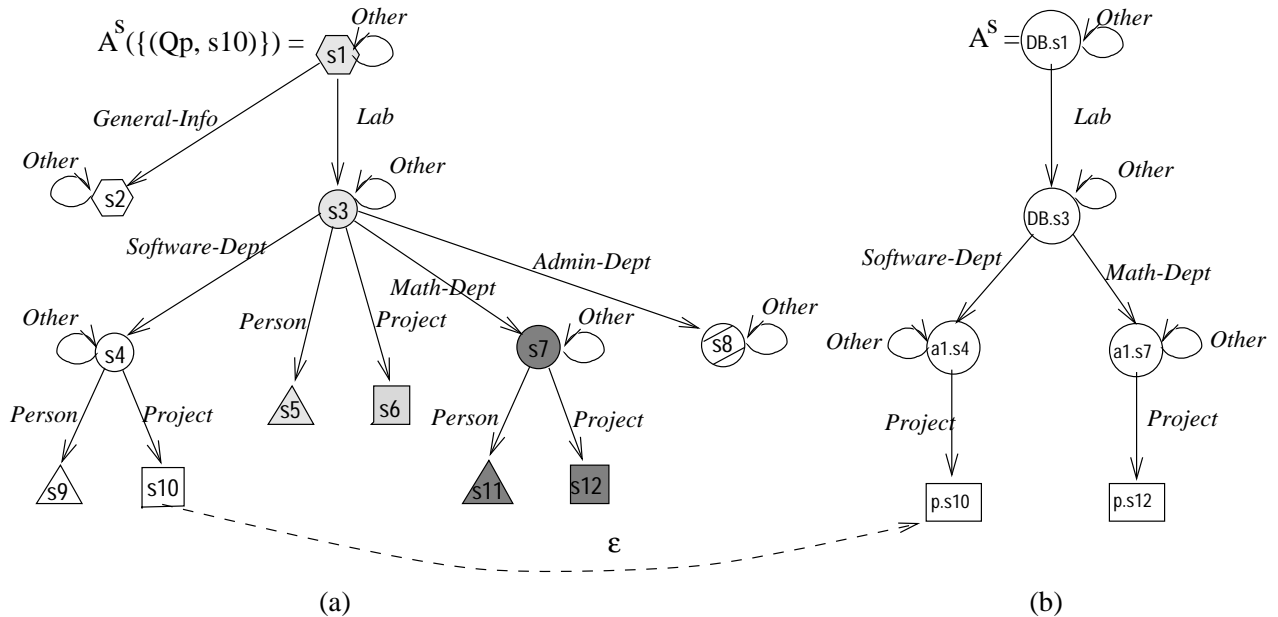 Other
Other
A^S({(Qp, s10)}) =
s1
A^S =
DB.s1
General-Info
Lab
Lab
Other
Other
Other
s2
s3
DB.s3
Software-Dept
Admin-Dept
Software-Dept
Math-Dept
Math-Dept
Other
Person
Project
Other
Other
s4
s7
s8
Other
a1.s4
a1.s7
Other
Person
Project
s5
s6
Person
Project
Project
Project
s9
s10
s11
s12
p.s10
p.s12
ε
(a)
(b)